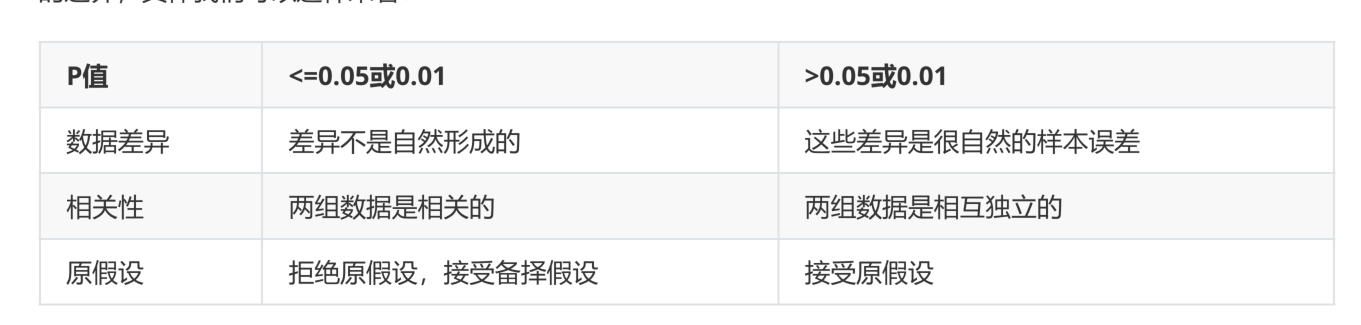 P值 <=0.05或0.01 >0.05或0.01
数据差异 差异不是自然形成的 这些差异是很自然的样本误差
相关性 两组数据是相关的 两组数据是相互独立的
原假设 拒绝原假设，接受备择假设 接受原假设